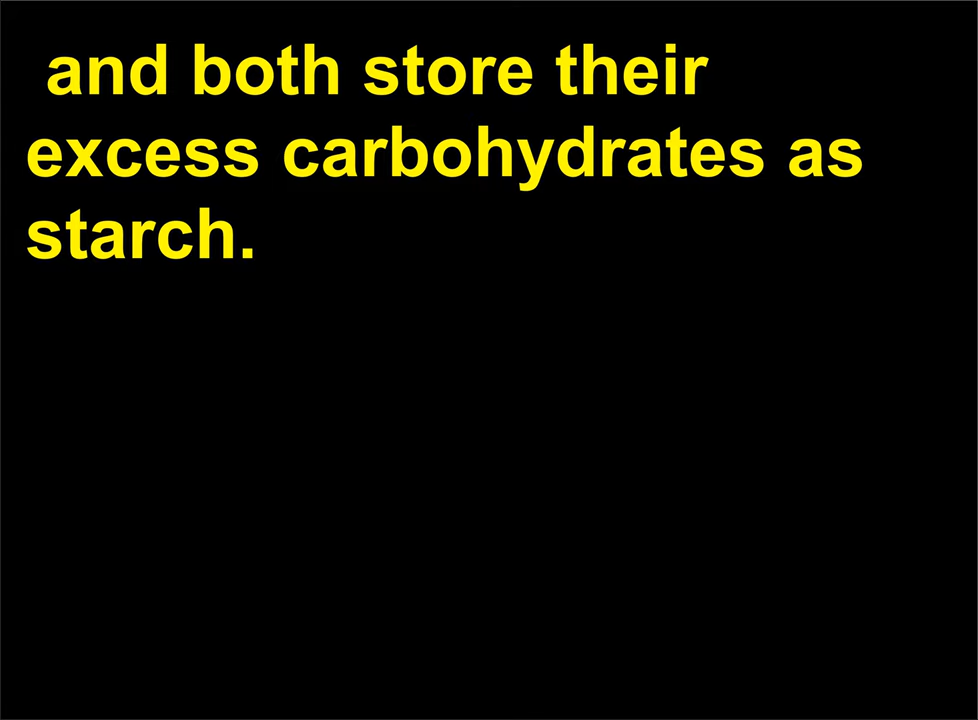 and both store their
excess carbohydrates as
starch.